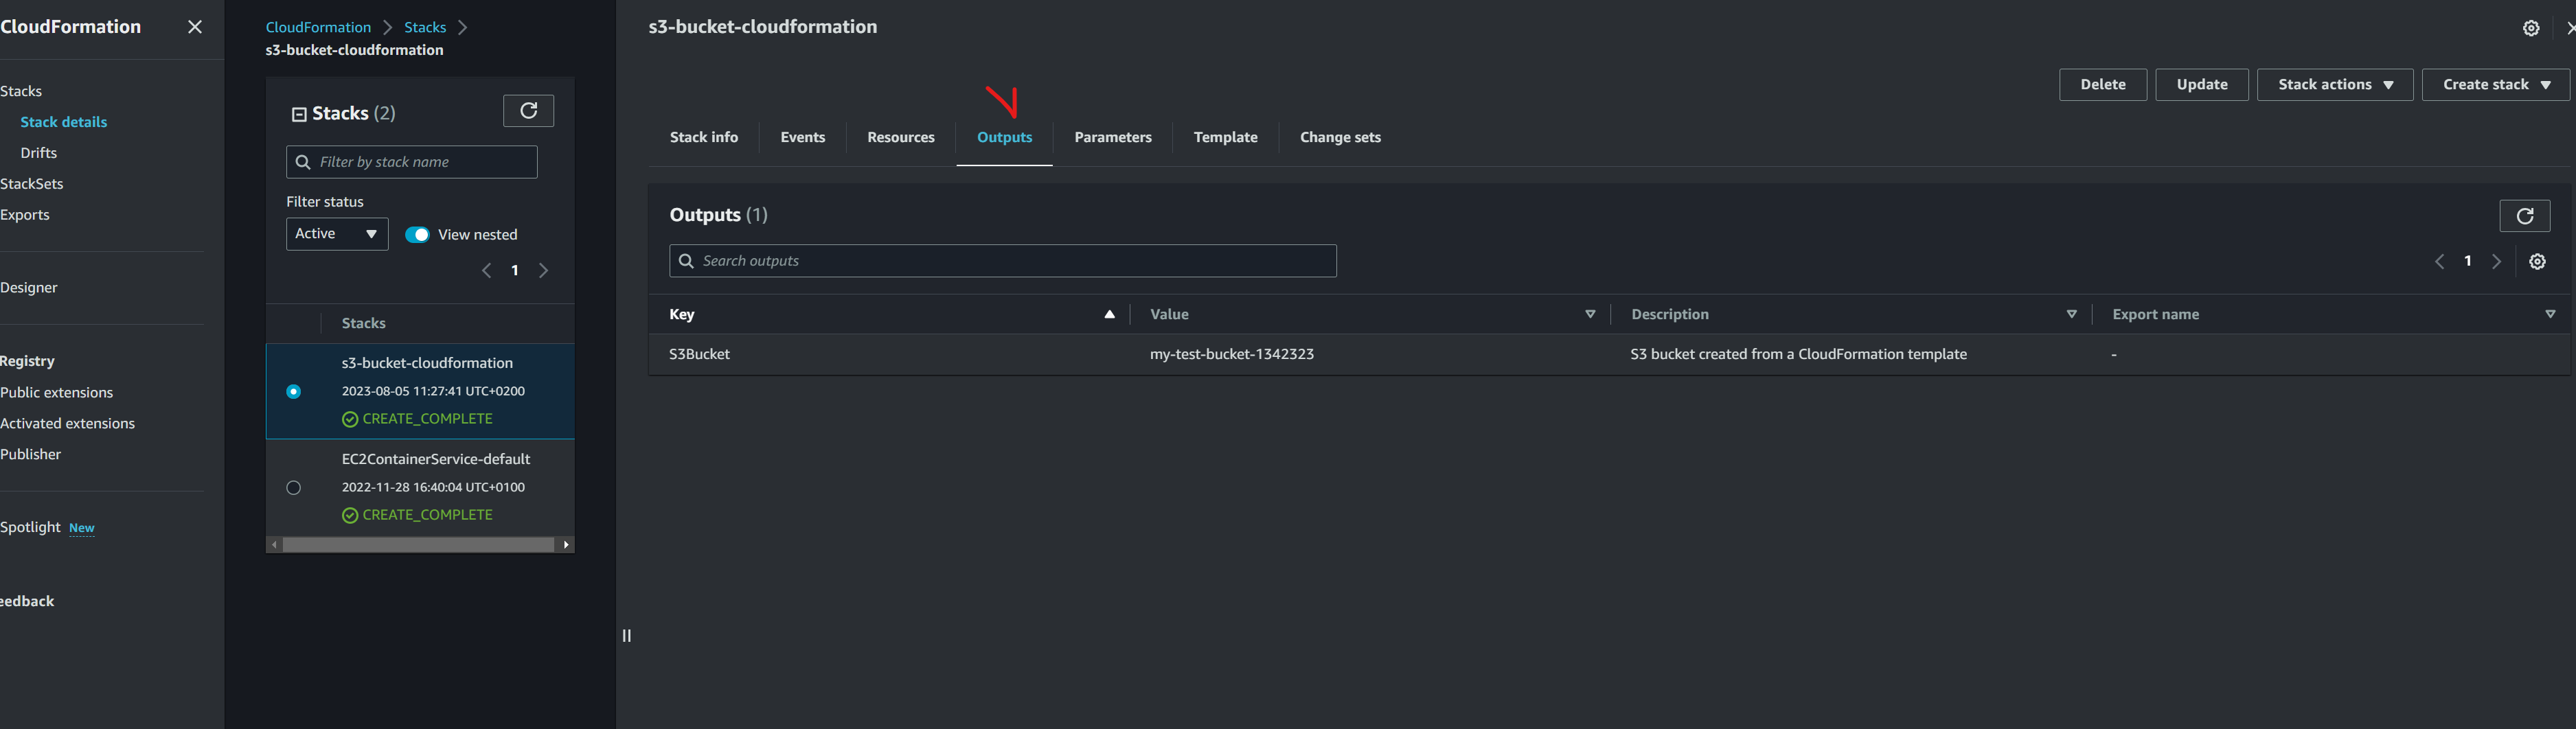 CloudFormation
Stacks
Stack details
Drifts
StackSets
Exports
Designer
Registry
Public extensions
Activated extensions
Publisher
Spotlight New
eedback
CloudFormation Stacks
s3-bucket-cloudformation
Stacks (2)
Filter by stack name
Filter status
Active View nested
1
Stacks
s3-bucket-cloudformation
2023-08-05 11:27:41 UTC+0200
CREATE_COMPLETE
EC2ContainerService-default
2022-11-28 16:40:04 UTC+0100
CREATE_COMPLETE
s3-bucket-cloudformation
Delete Update Stack actions Create stack
Stack info Events Resources Outputs Parameters Template Change sets
Outputs (1)
Search outputs
1
Key Value Description Export name
S3Bucket my-test-bucket-1342323 S3 bucket created from a CloudFormation template -